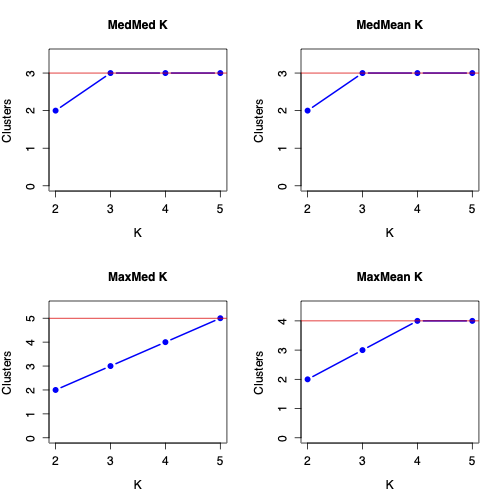 MedMed K
Clusters
0 1 2 3
2 3 4 5
K
MedMean K
Clusters
0 1 2 3
2 3 4 5
K
MaxMed K
Clusters
0 1 2 3 4 5
2 3 4 5
K
MaxMean K
Clusters
0 1 2 3 4
2 3 4 5
K